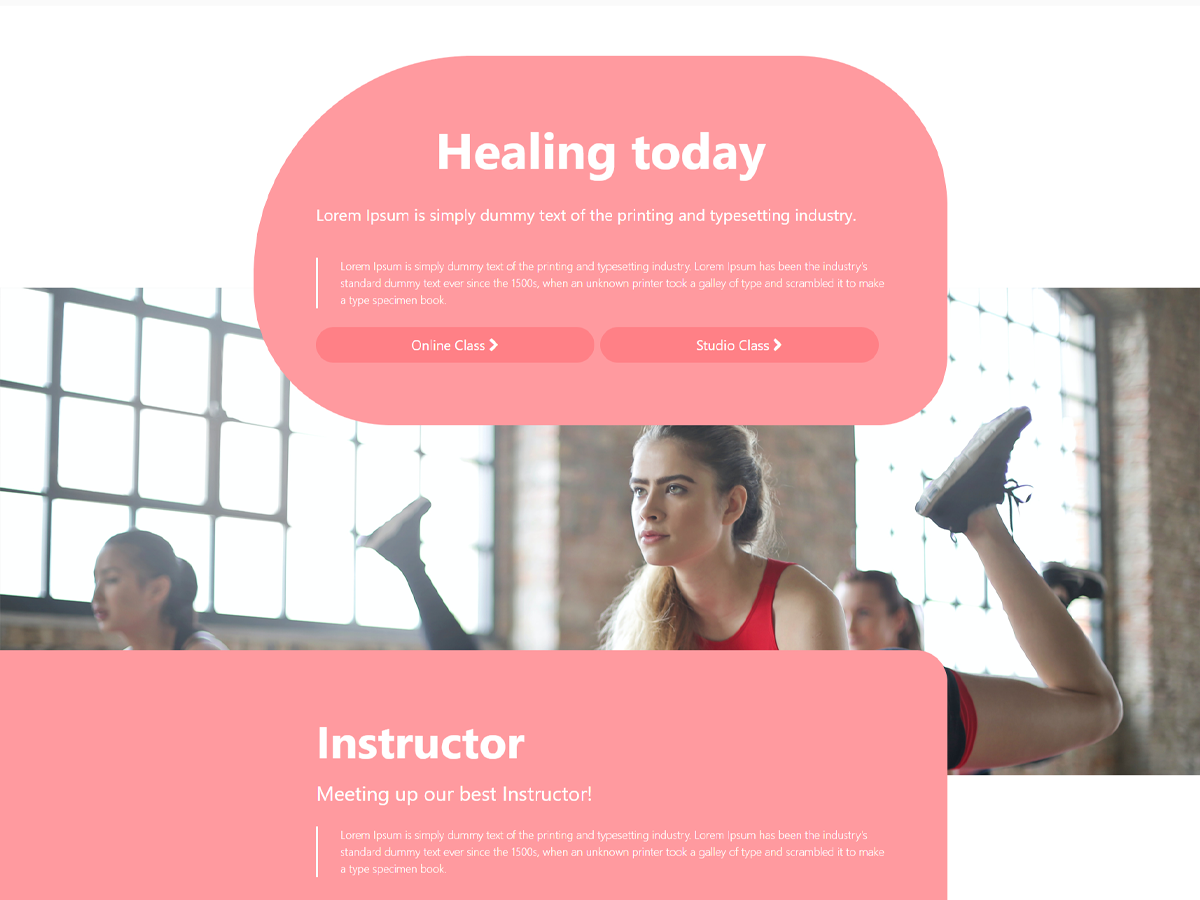 Healing today
Lorem Ipsum is simply dummy text of the printing and typesetting industry.
Lorem Ipsum is simply dummy text of the printing and typesetting industry. Lorem Ipsum has been the industry's
standard dummy text ever since the 1500s, when an unknown printer took a galley of type and scrambled it to make
a type specimen book.
Online Class
Studio Class
Instructor
Meeting up our best Instructor!
Lorem Ipsum is simply dummy text of the printing and typesetting industry. Lorem Ipsum has been the industry's
standard dummy text ever since the 1500s, when an unknown printer took a galley of type and scrambled it to make
a type specimen book.